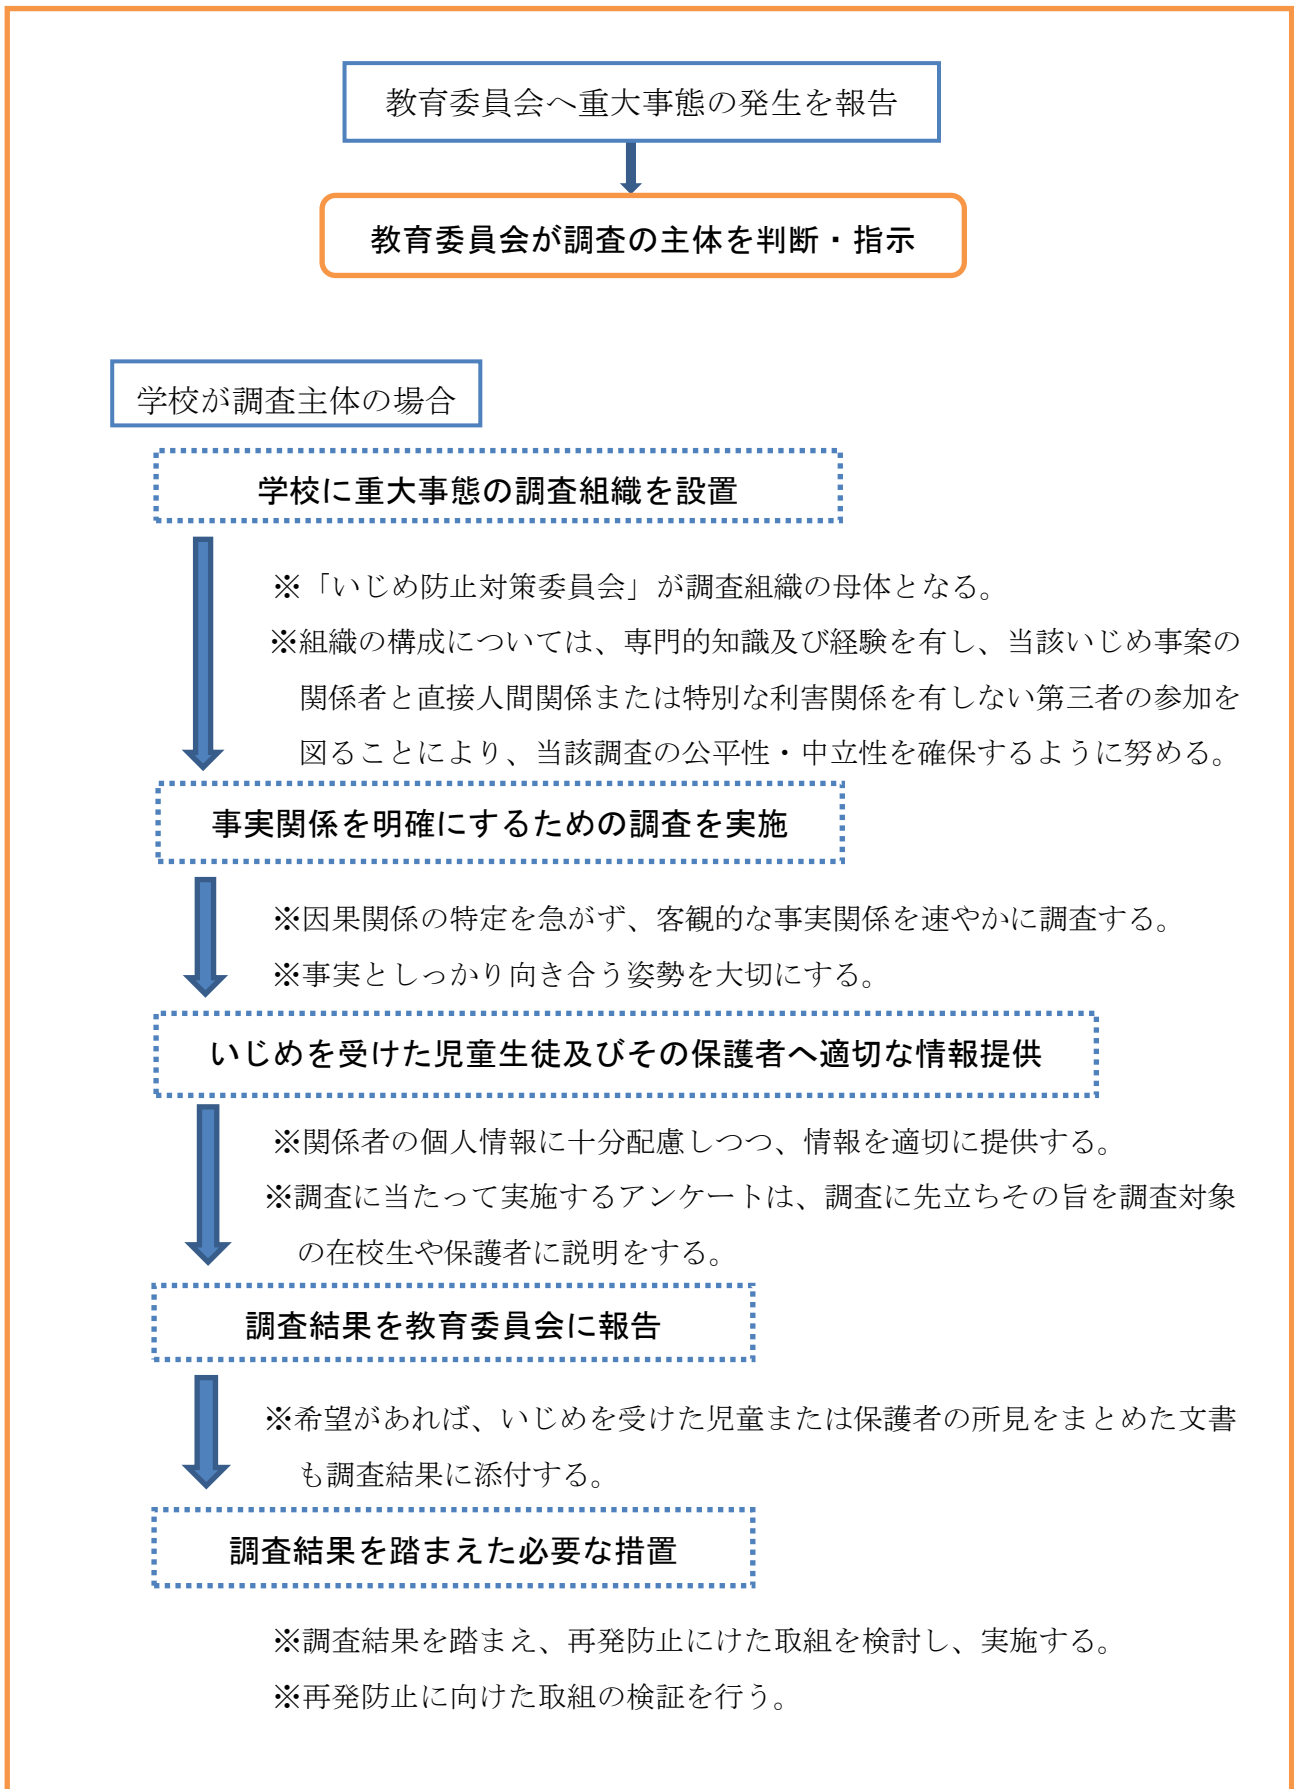 教育委員会へ重大事態の発生を報告
教育委員会が調査の主体を判断・指示
学校が調査主体の場合
学校に重大事態の調査組織を設置
※「いじめ防止対策委員会」が調査組織の母体となる。
※組織の構成については、専門的知識及び経験を有し、当該いじめ事案の
関係者と直接人間関係または特別な利害関係を有しない第三者の参加を
図ることにより、当該調査の公平性・中立性を確保するように努める。
事実関係を明確にするための調査を実施
※因果関係の特定を急がず、客観的な事実関係を速やかに調査する。
※事実としっかり向き合う姿勢を大切にする。
いじめを受けた児童生徒及びその保護者へ適切な情報提供
※関係者の個人情報に十分配慮しつつ、情報を適切に提供する。
※調査に当たって実施するアンケートは、調査に先立ちその旨を調査対象
の在校生や保護者に説明をする。
調査結果を教育委員会に報告
※希望があれば、いじめを受けた児童または保護者の所見をまとめた文書
も調査結果に添付する。
調査結果を踏まえた必要な措置
※調査結果を踏まえ、再発防止にけた取組を検討し、実施する。
※再発防止に向けた取組の検証を行う。